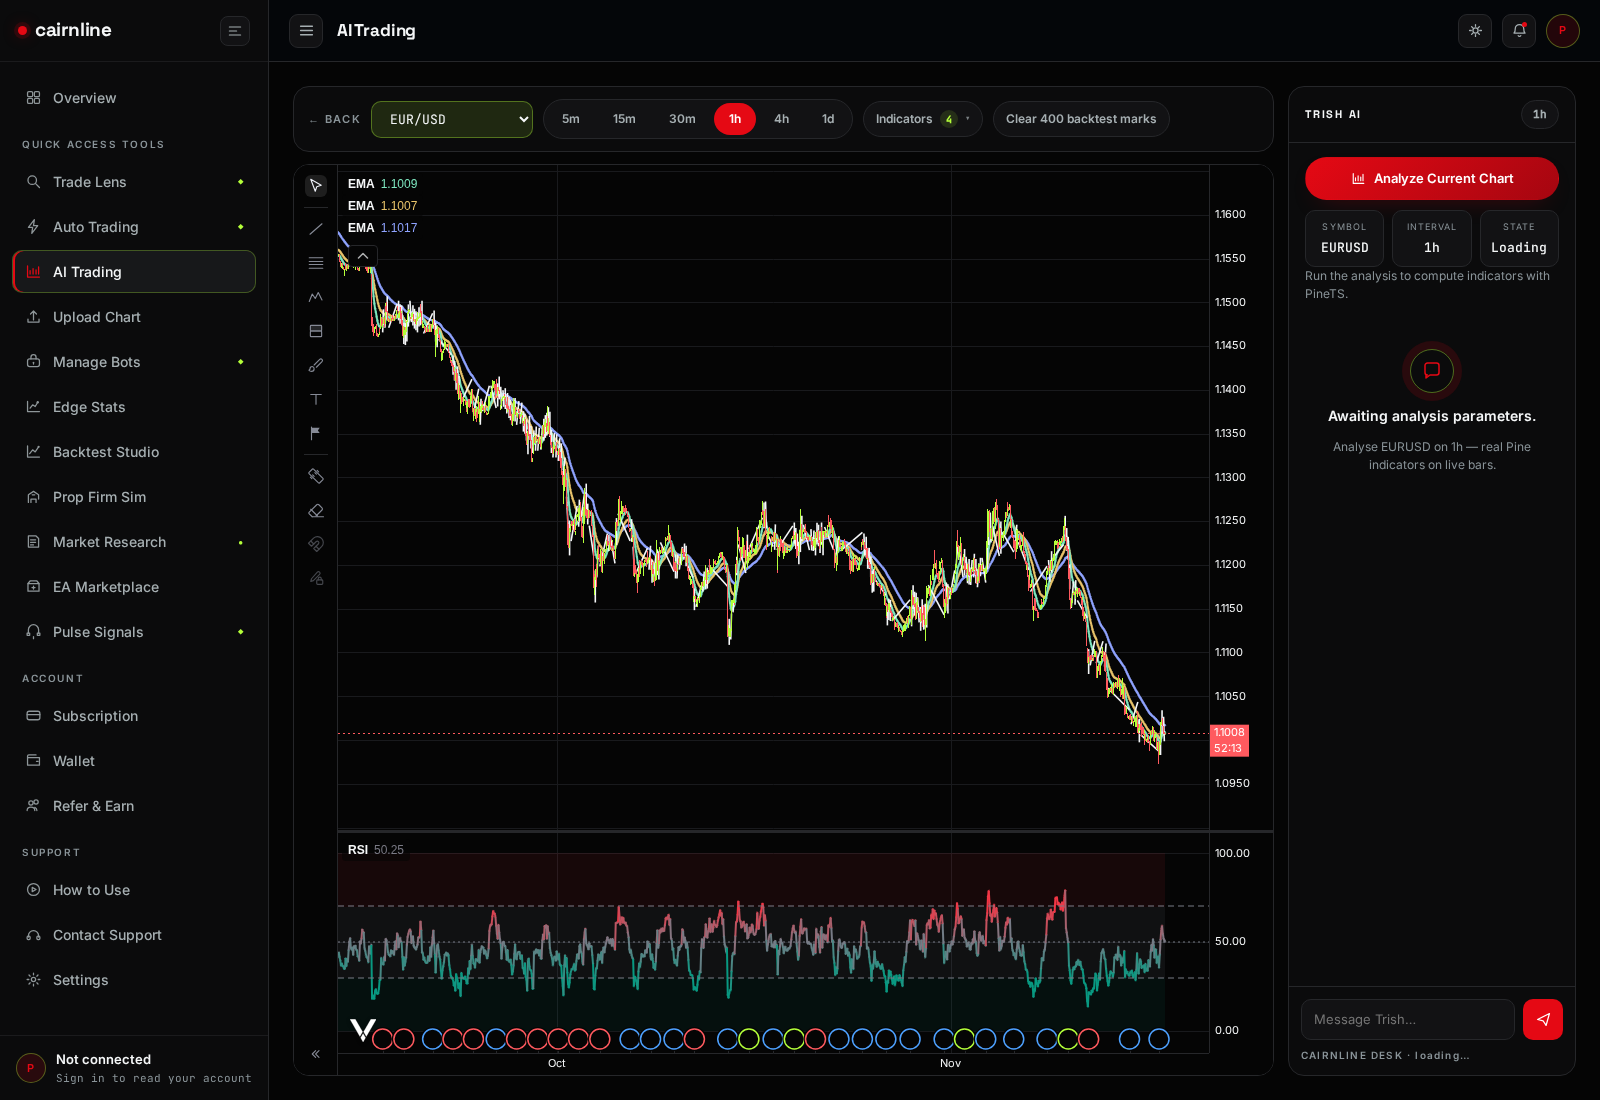 cairnline
AI Trading
P
Overview
QUICK ACCESS TOOLS
Trade Lens
Auto Trading
AI Trading
Upload Chart
Manage Bots
Edge Stats
Backtest Studio
Prop Firm Sim
Market Research
EA Marketplace
Pulse Signals
ACCOUNT
Subscription
Wallet
Refer & Earn
SUPPORT
How to Use
Contact Support
Settings
P
Not connected
Sign in to read your account
← BACK
EUR/USD
5m 15m 30m 1h 4h 1d
Indicators 4
Clear 400 backtest marks
EMA 1.1009
EMA 1.1007
EMA 1.1017
1.1600
1.1550
1.1500
1.1450
1.1400
1.1350
1.1300
1.1250
1.1200
1.1150
1.1100
1.1050
1.1008
52:13
1.0950
RSI 50.25
100.00
50.00
0.00
Oct Nov
TRISH AI 1h
Analyze Current Chart
SYMBOL INTERVAL STATE
EURUSD 1h Loading
Run the analysis to compute indicators with
PineTS.
Awaiting analysis parameters.
Analyse EURUSD on 1h — real Pine
indicators on live bars.
Message Trish...
CAIRNLINE DESK · loading...